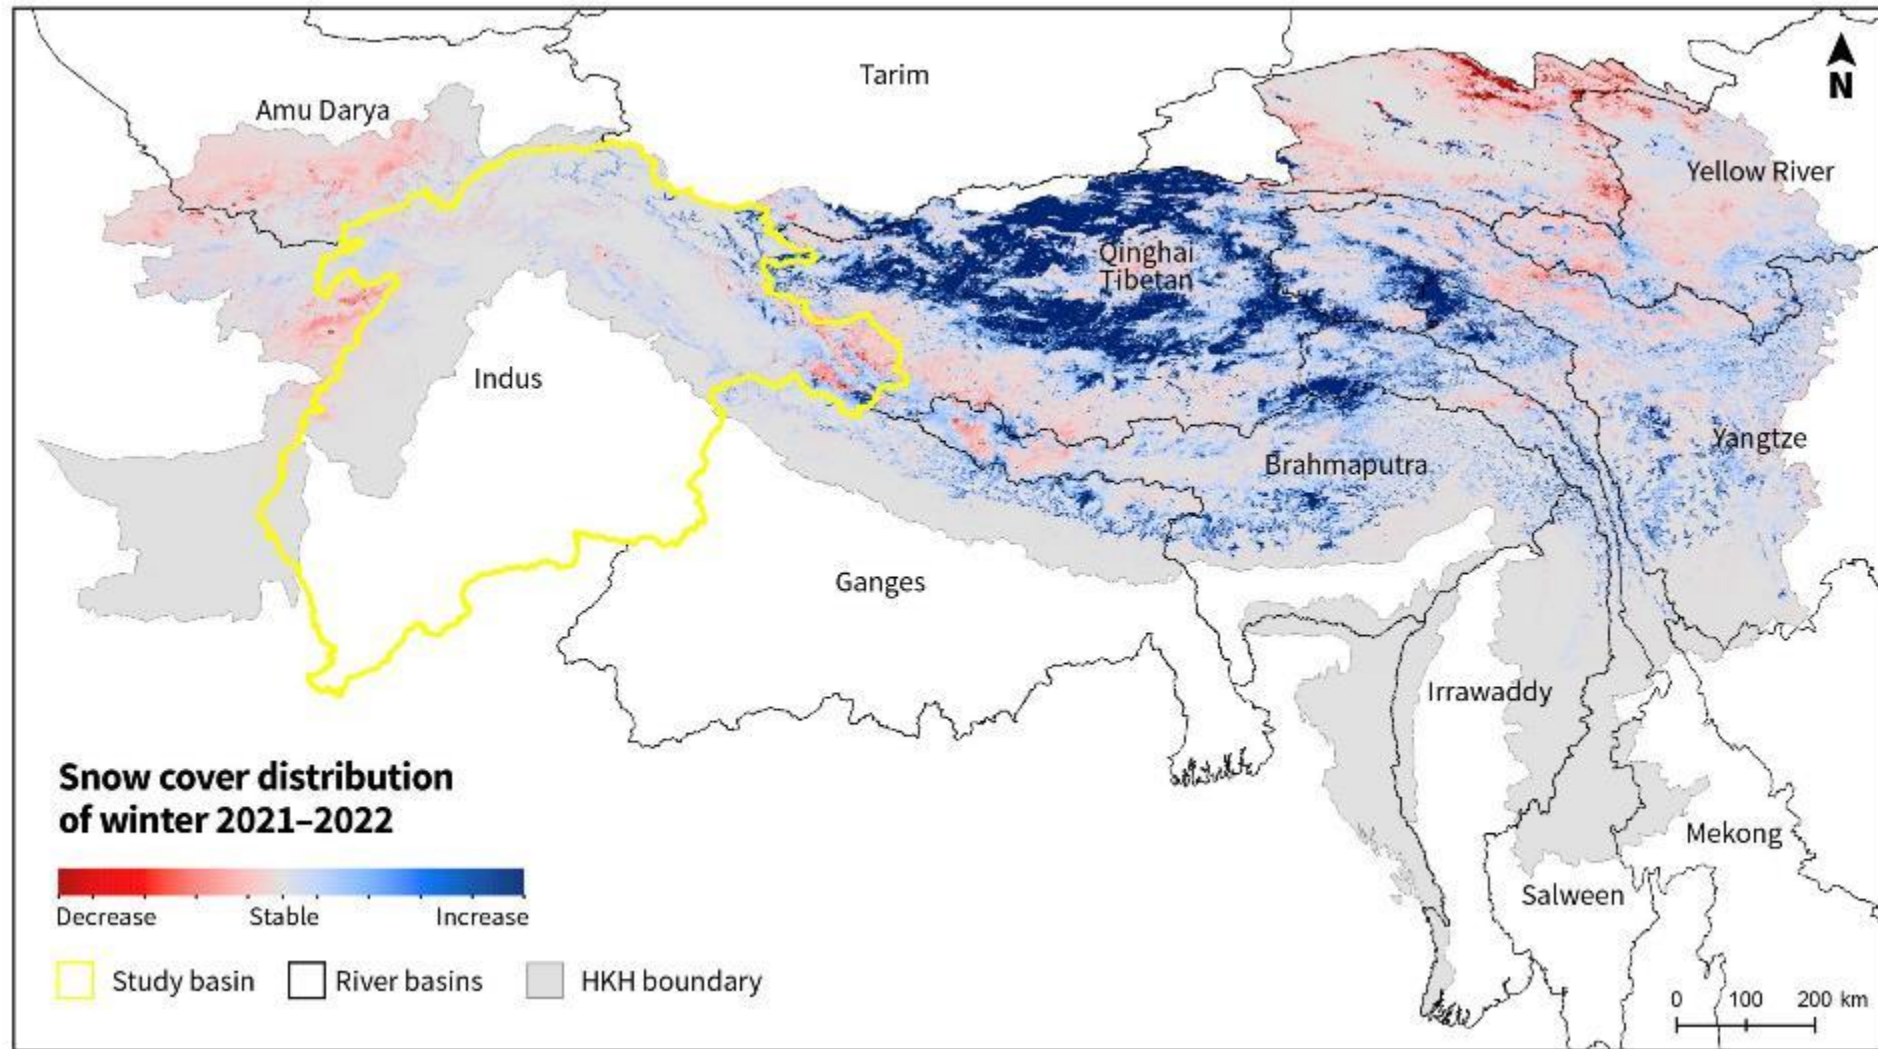 Tarim
N
Amu Darya
Yellow River
Qinghai
Tibetan
Indus
Yangtze
Brahmaputra
Ganges
Irrawaddy
Snow cover distribution
of winter 2021–2022
Mekong
Salween
Decrease Stable Increase
Study basin River basins HKH boundary
0 100 200 km